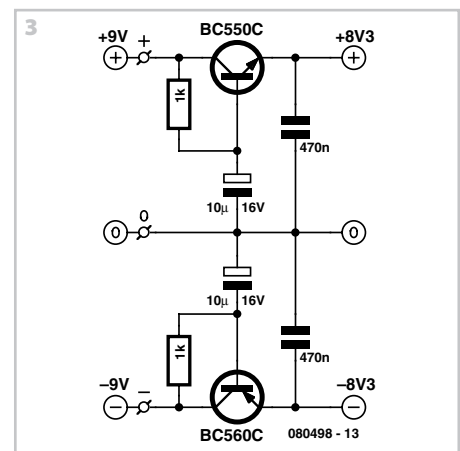 3
BC550C
+9V + +8V3
1k
470n
10μ 16V
0 0 0
10μ 16V
1k
470n
–9V – –8V3
BC560C 080498 - 13